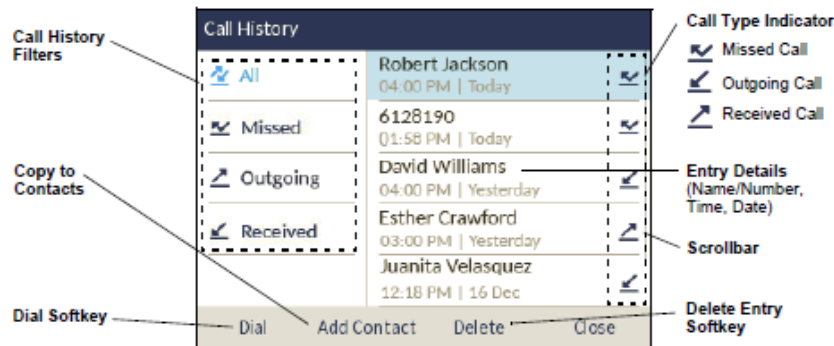 Call History
Filters
Copy to
Contacts
Dial Softkey
Call History
All
Missed
Outgoing
Received
Robert Jackson
04:00 PM | Today
6128190
01:58 PM | Today
David Williams
04:00 PM | Yesterday
Esther Crawford
03:00 PM | Yesterday
Juanita Velasquez
12:18 PM | 16 Dec
Dial
Add Contact
Delete
Close
Call Type Indicator
Missed Call
Outgoing Call
Received Call
Entry Details
(Name/Number,
Time, Date)
Scrollbar
Delete Entry
Softkey